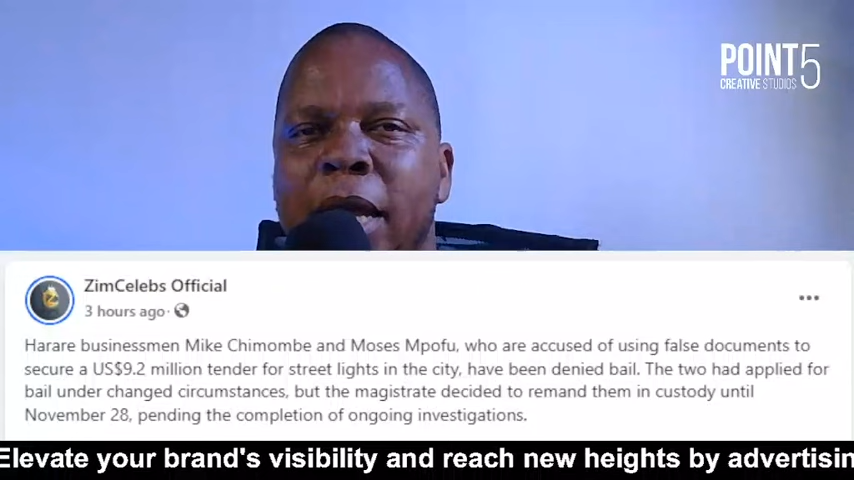 POINT5
CREATIVE STUDIOS
ZimCelebs Official
3 hours ago ·
Harare businessmen Mike Chimombe and Moses Mpofu, who are accused of using false documents to
secure a US$9.2 million tender for street lights in the city, have been denied bail. The two had applied for
bail under changed circumstances, but the magistrate decided to remand them in custody until
November 28, pending the completion of ongoing investigations.
Elevate your brand's visibility and reach new heights by advertisin